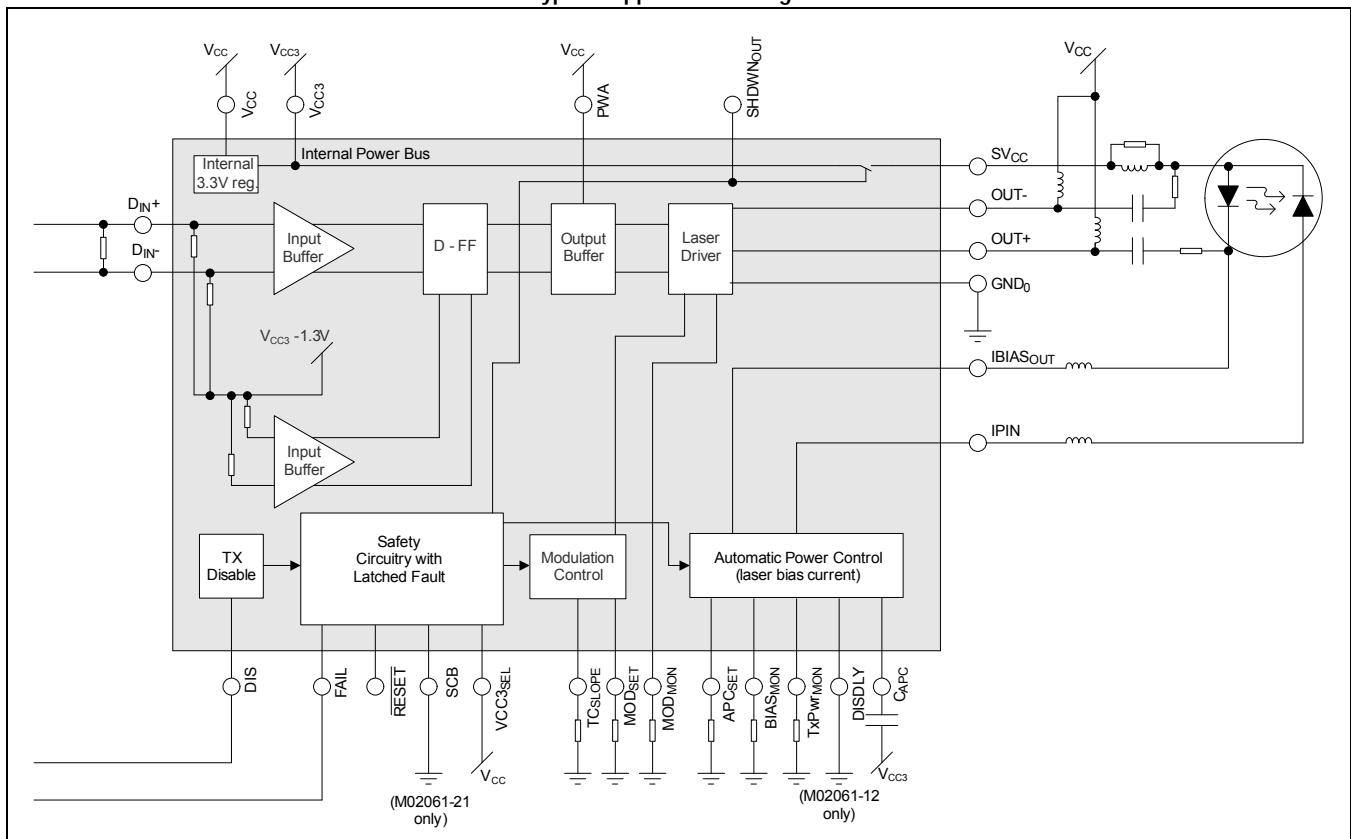 VCC
VCC3
VCC
VCC
VCC
VCC3
PWA
SHDWNOUT
Internal
3.3V reg.
Internal Power Bus
SVCC
OUT-
OUT+
GND0
IBIASOUT
IPIN
DIN+
DIN-
Input
Buffer
D - FF
Output
Buffer
Laser
Driver
VCC3 -1.3V
Input
Buffer
TX
Disable
Safety
Circuitry with
Latched Fault
Modulation
Control
Automatic Power Control
(laser bias current)
DIS
FAIL
RESET
SCB
VCC3SEL
TCSLOPE
MODSET
MODMON
APCSET
BIASMON
TxPwrMON
DISDLY
CAPC
VCC
VCC3
(M02061-21
only)
(M02061-12
only)